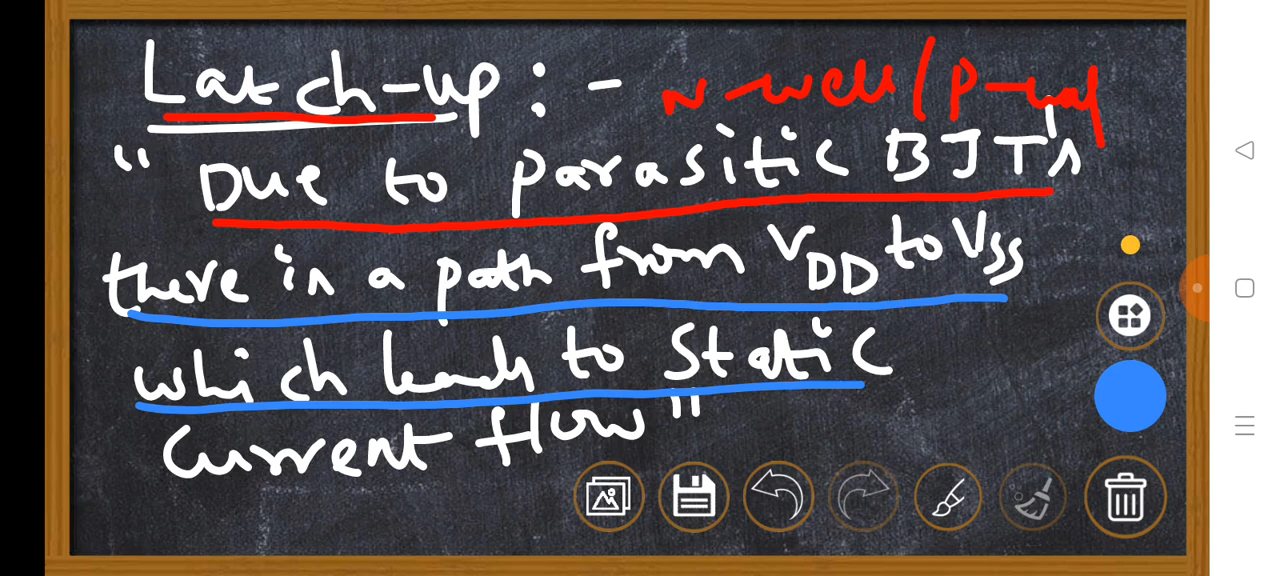 Latch-up : - N-well/P-well
"Due to parasitic BJTs
there is a path from VDD to VSS
which leads to static
current flow"